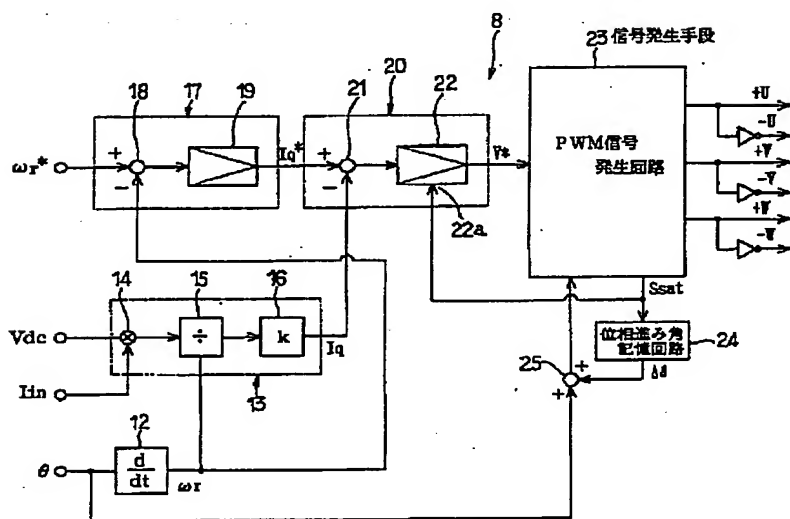 8
23 信号発生手段
17
18
19
20
21
22
ωr*
+
−
Iq*
+
−
V*
22a
PWM信号
発生回路
+U
−U
+V
−V
+W
−W
Ssat
位相進み角
記憶回路
24
Δδ
25
+
+
14
15
16
Vdc
÷
k
Iq
Iin
13
12
θ
d
dt
ωr